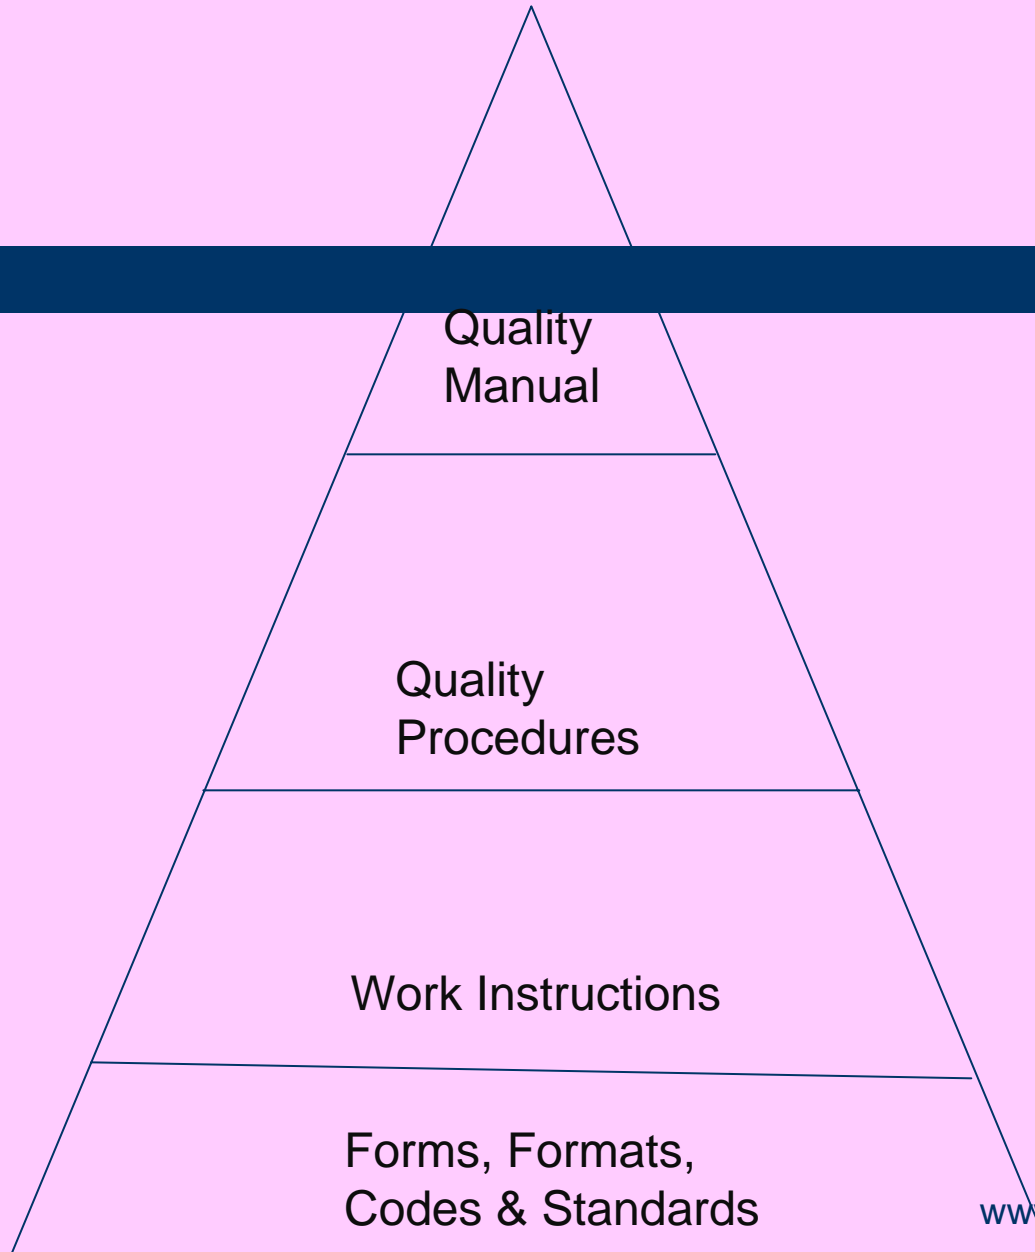 Quality
Manual
Quality
Procedures
Work Instructions
Forms, Formats,
Codes & Standards